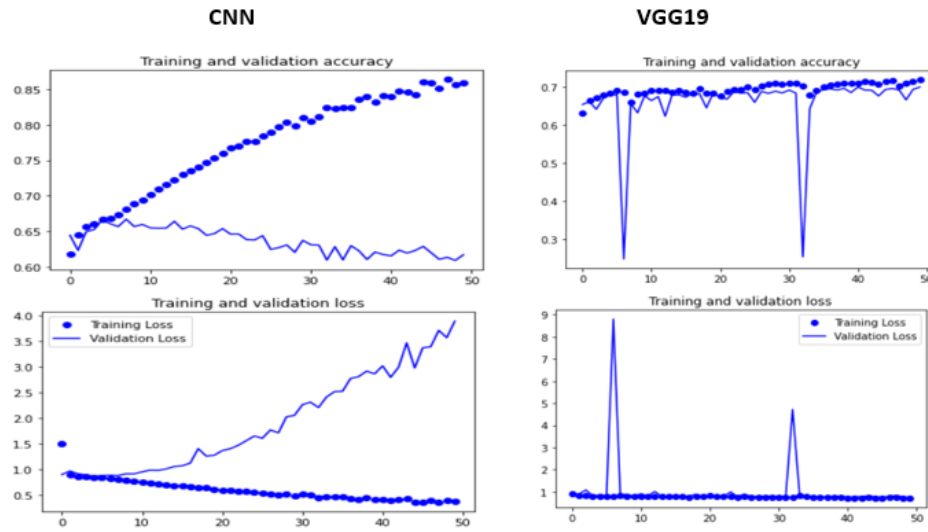 CNN
VGG19
Training and validation accuracy
0.85
0.80
0.75
0.70
0.65
0.60
0 10 20 30 40 50
Training and validation accuracy
0.7
0.6
0.5
0.4
0.3
0 10 20 30 40 50
Training and validation loss
4.0
3.5
3.0
2.5
2.0
1.5
1.0
0.5
Training Loss
Validation Loss
0 10 20 30 40 50
Training and validation loss
9
8
7
6
5
4
3
2
1
Training Loss
Validation Loss
0 10 20 30 40 50